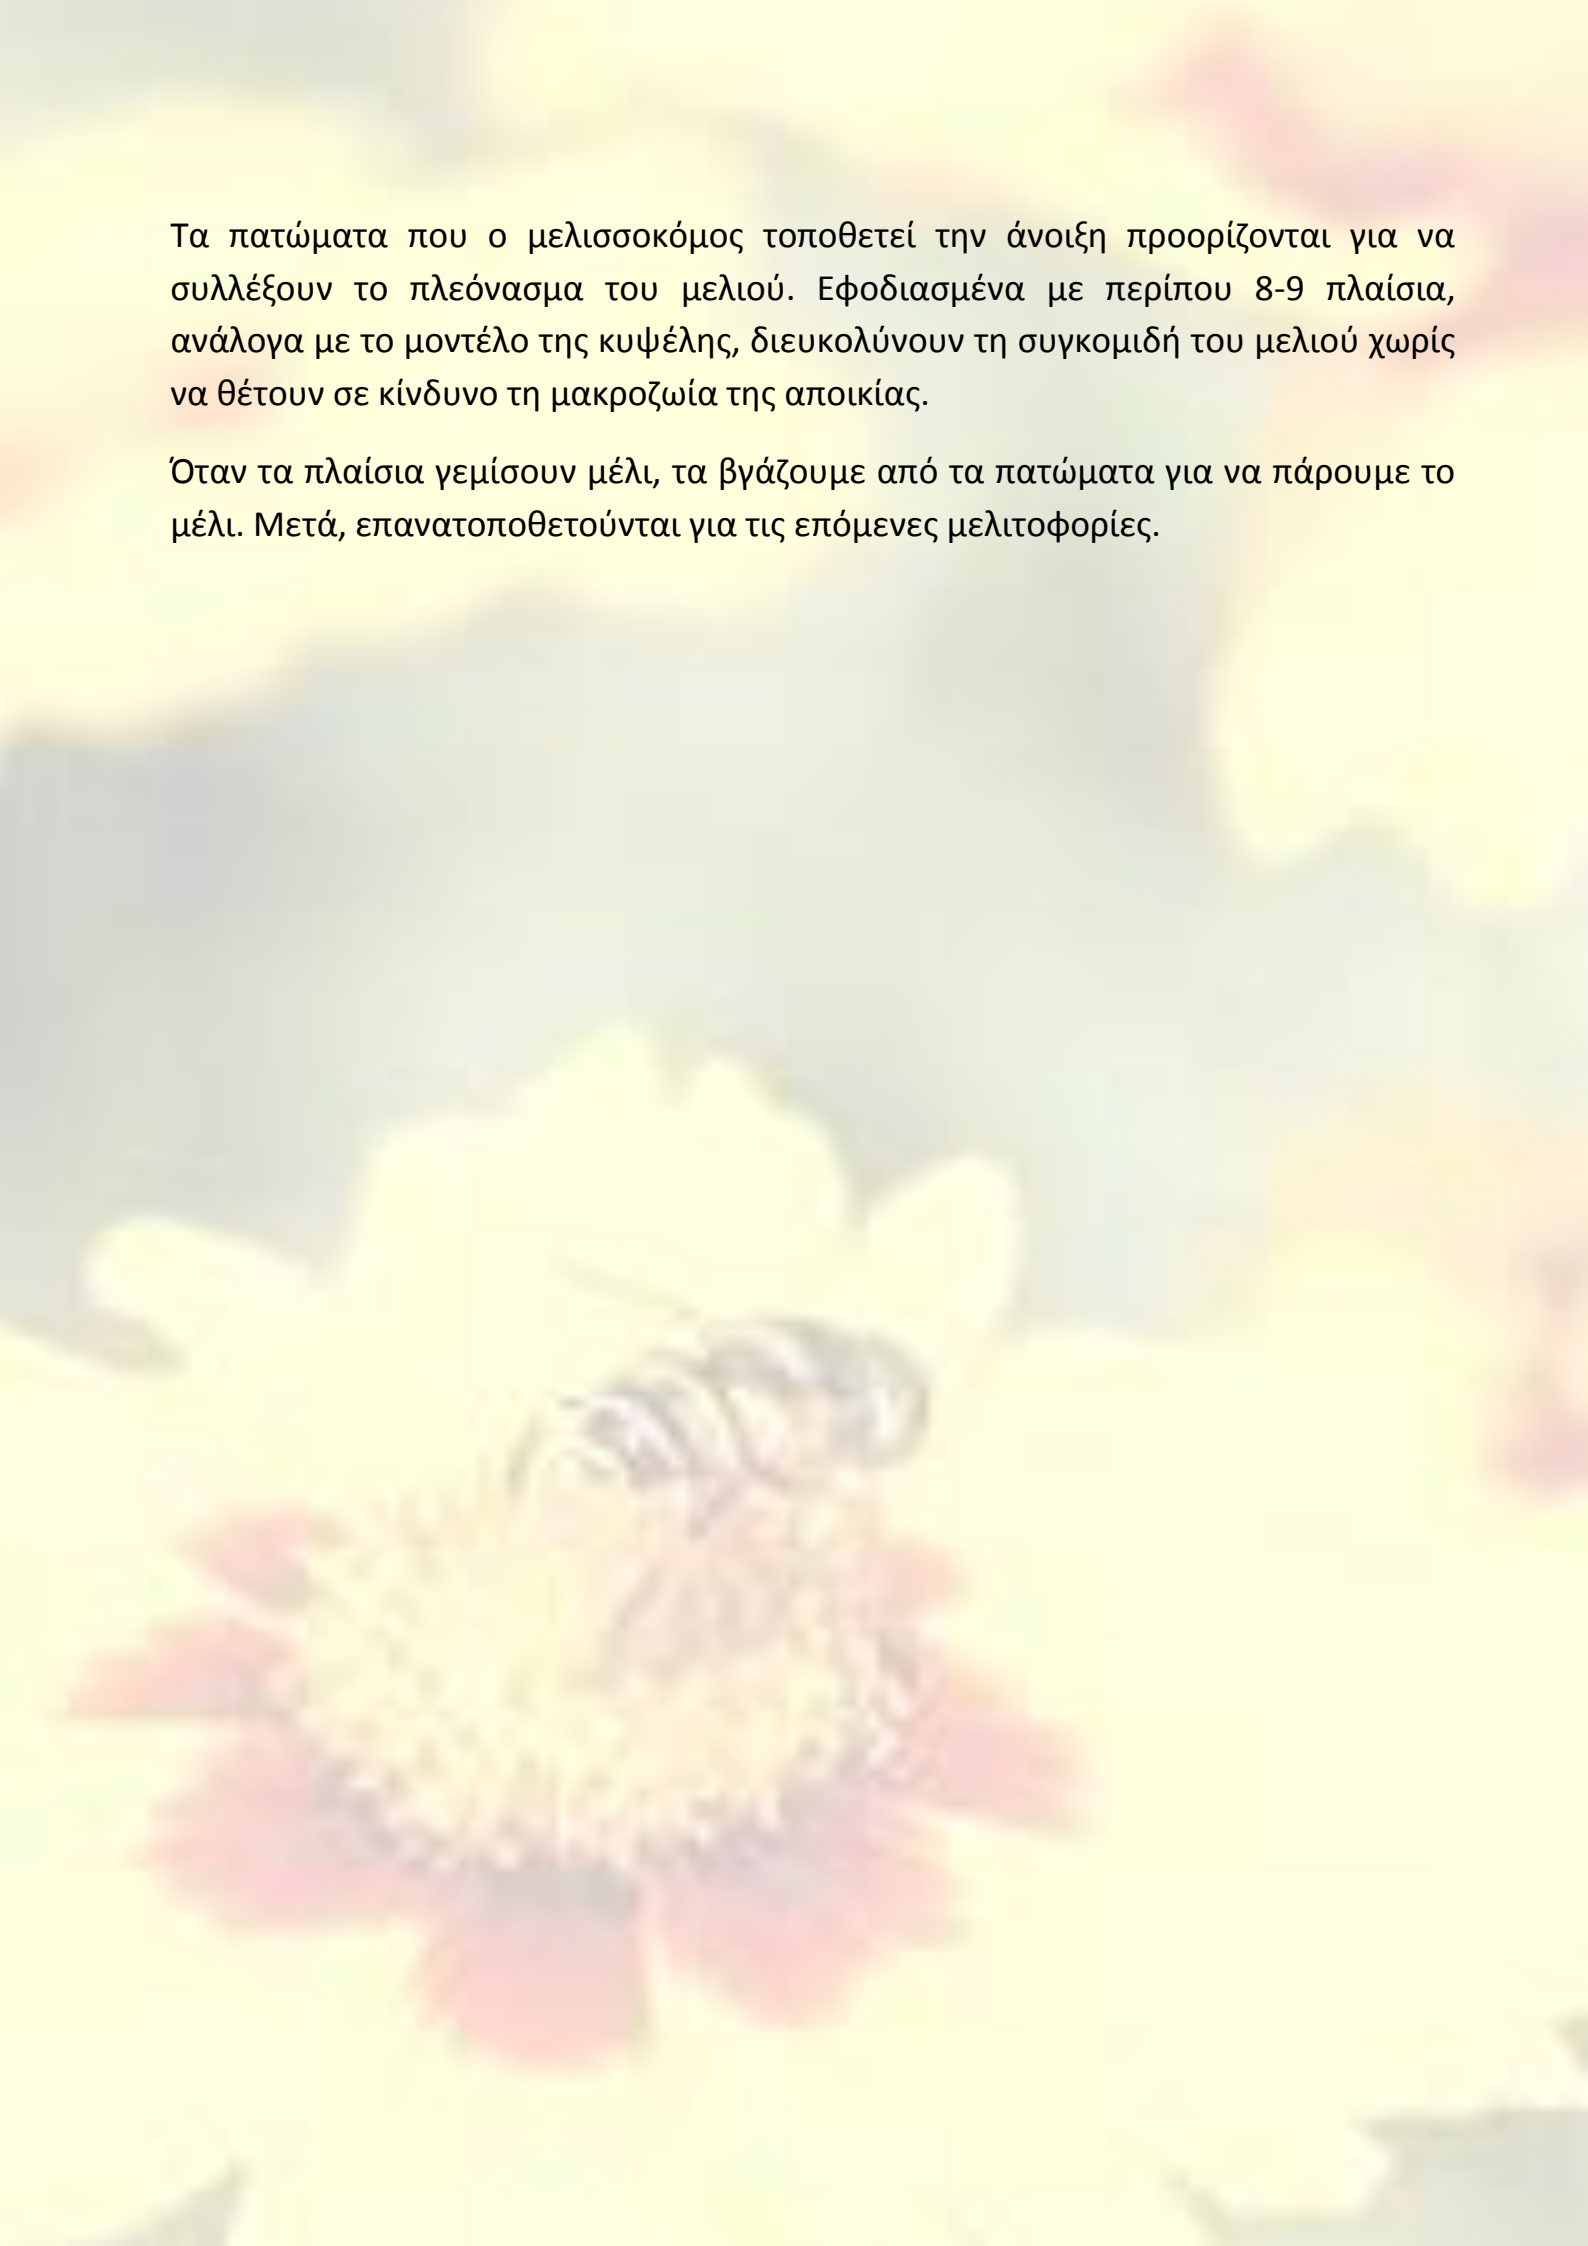 Τα πατώματα που ο μελισσοκόμος τοποθετεί την άνοιξη προορίζονται για να
συλλέξουν το πλεόνασμα του μελιού. Εφοδιασμένα με περίπου 8-9 πλαίσια,
ανάλογα με το μοντέλο της κυψέλης, διευκολύνουν τη συγκομιδή του μελιού χωρίς
να θέτουν σε κίνδυνο τη μακροζωία της αποικίας.
Όταν τα πλαίσια γεμίσουν μέλι, τα βγάζουμε από τα πατώματα για να πάρουμε το
μέλι. Μετά, επανατοποθετούνται για τις επόμενες μελιτοφορίες.